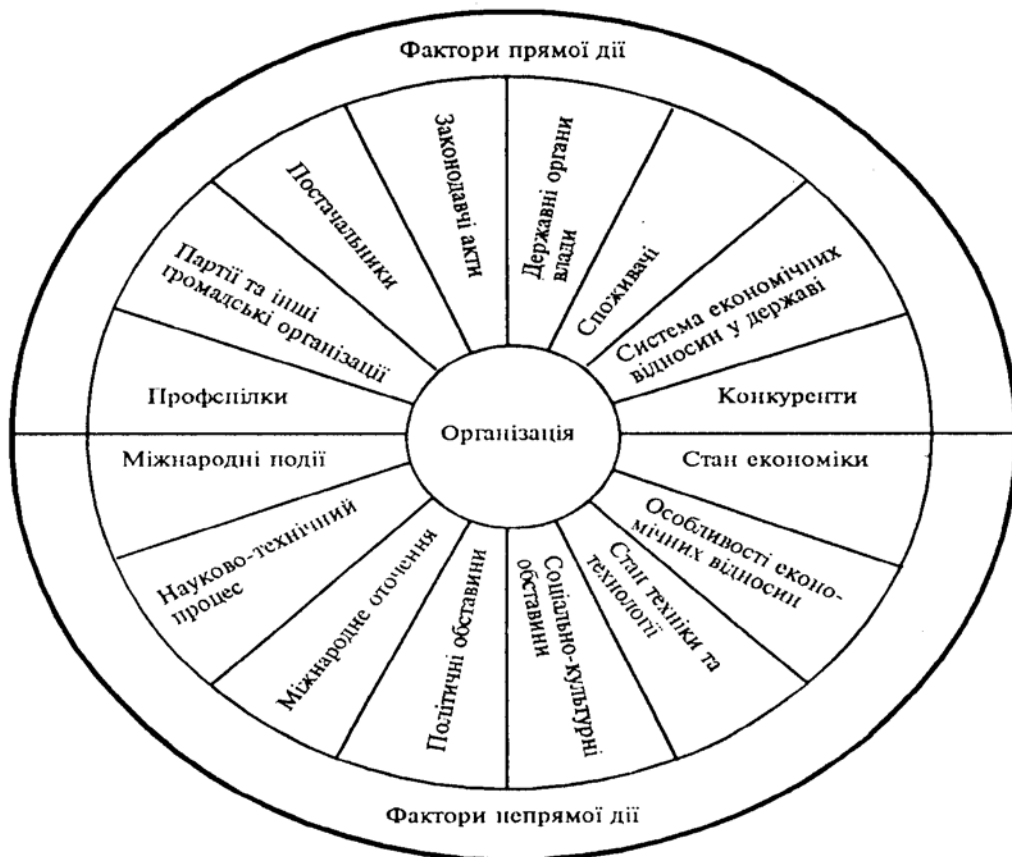 Фактори прямої дії
Профспілки
Партії та інші
громадські організації
Постачальники
Законодавчі акти
Державні органи
влади
Споживачі
Система економічних
відносин у державі
Конкуренти
Організація
Міжнародні події
Науково-технічний
процес
Міжнародне оточення
Політичні обставини
Соціально-культурні
обставини
Стан техніки та
технології
Особливості еконо-
мічних відносин
Стан економіки
Фактори непрямої дії